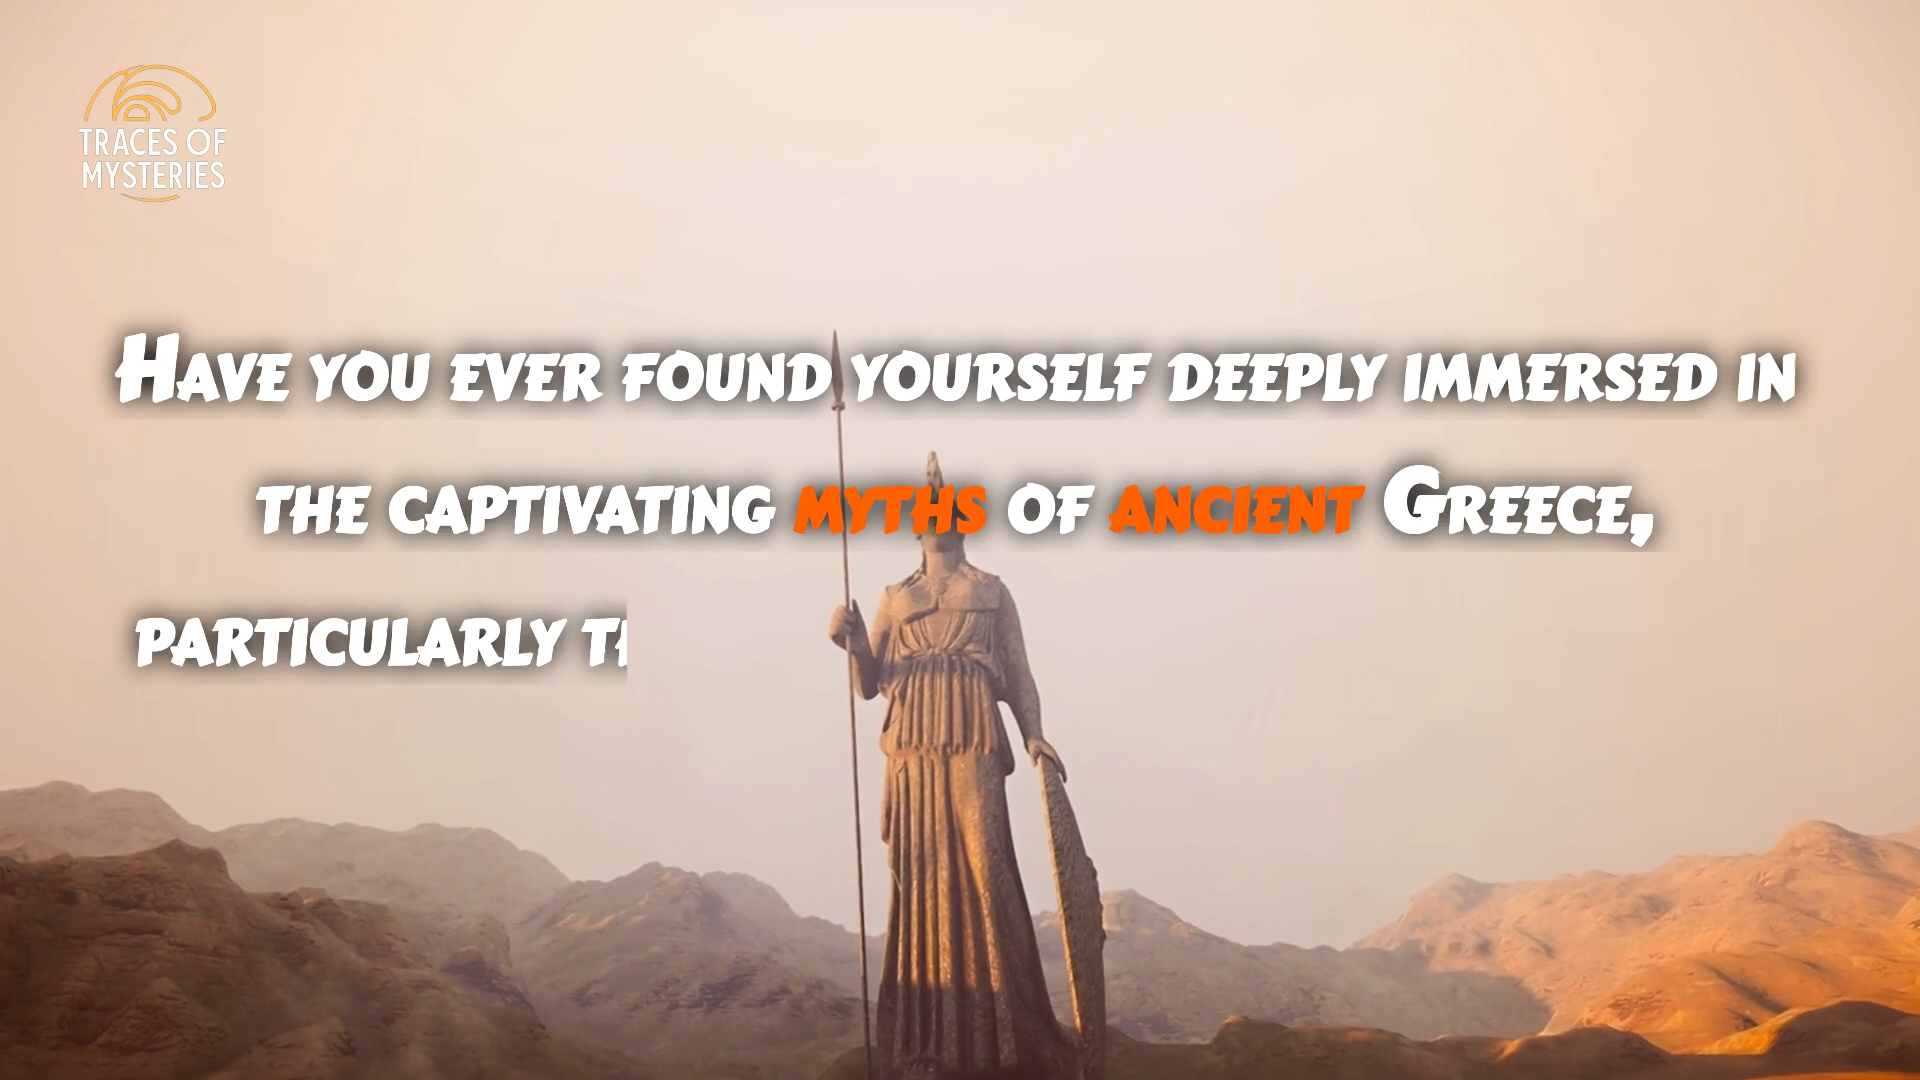 TRACES OF
MYSTERIES
Have you ever found yourself deeply immersed in
the captivating myths of ancient Greece,
particularly